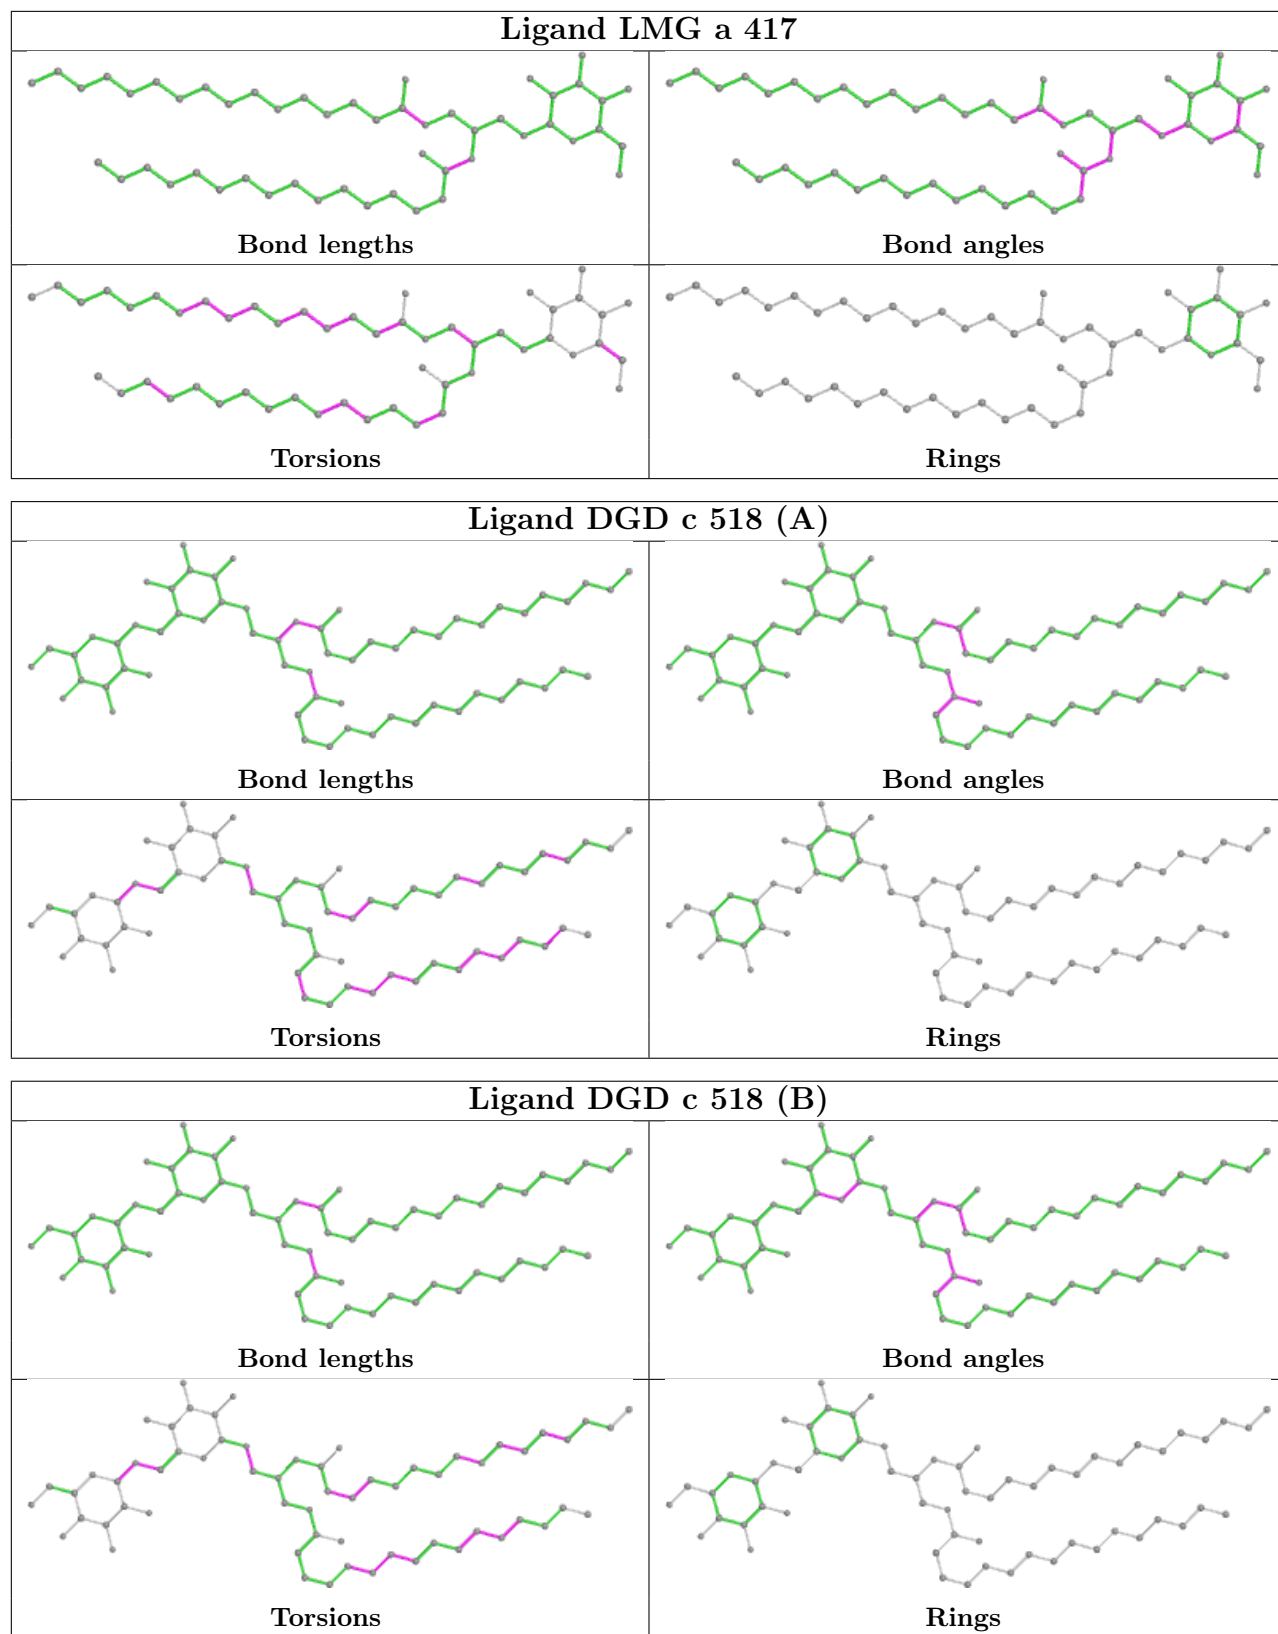 Ligand LMG a 417
Bond lengths
Bond angles
Torsions
Rings
Ligand DGD c 518 (A)
Bond lengths
Bond angles
Torsions
Rings
Ligand DGD c 518 (B)
Bond lengths
Bond angles
Torsions
Rings